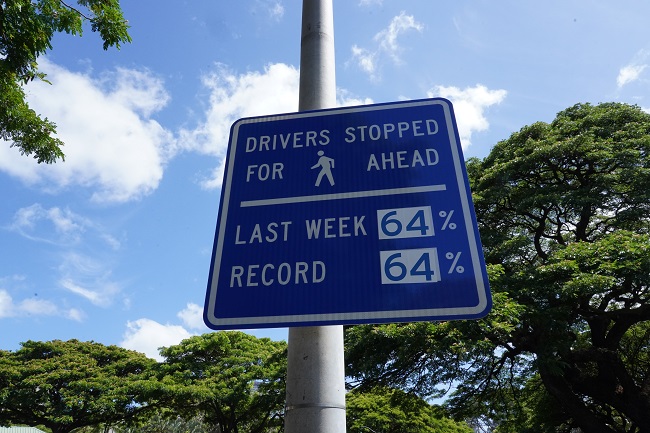 DRIVERS STOPPED
FOR AHEAD
LAST WEEK 64%
RECORD 64%